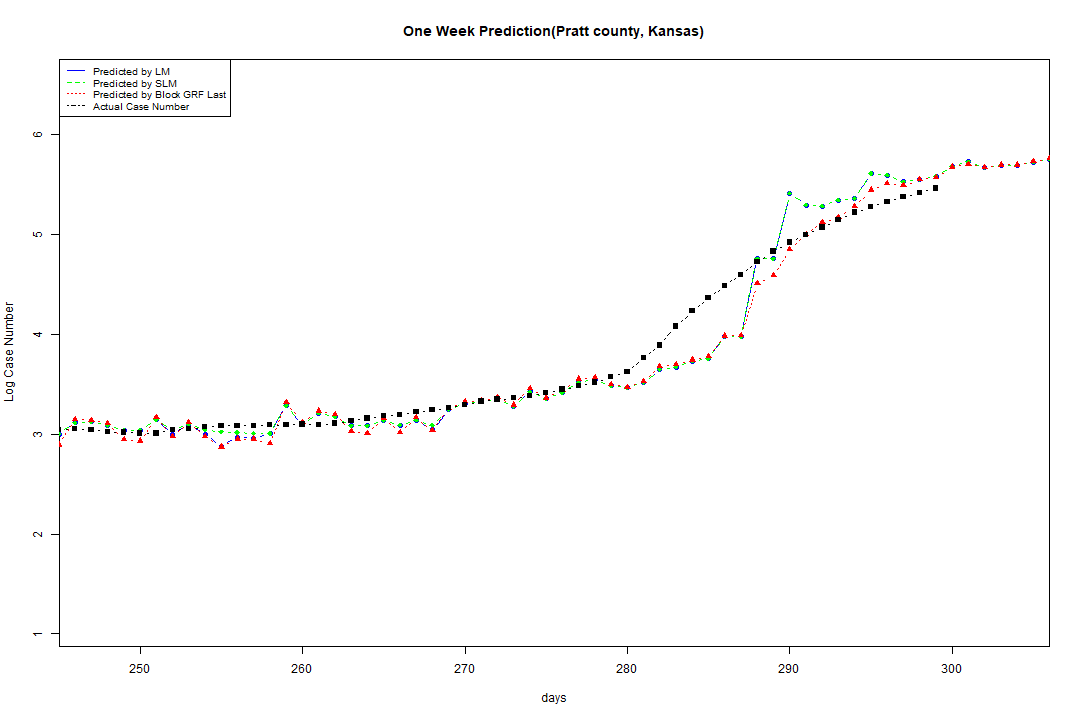 One Week Prediction(Pratt county, Kansas)
Predicted by LM
Predicted by SLM
Predicted by Block GRF Last
Actual Case Number
Log Case Number
6
5
4
3
2
1
250 260 270 280 290 300
days